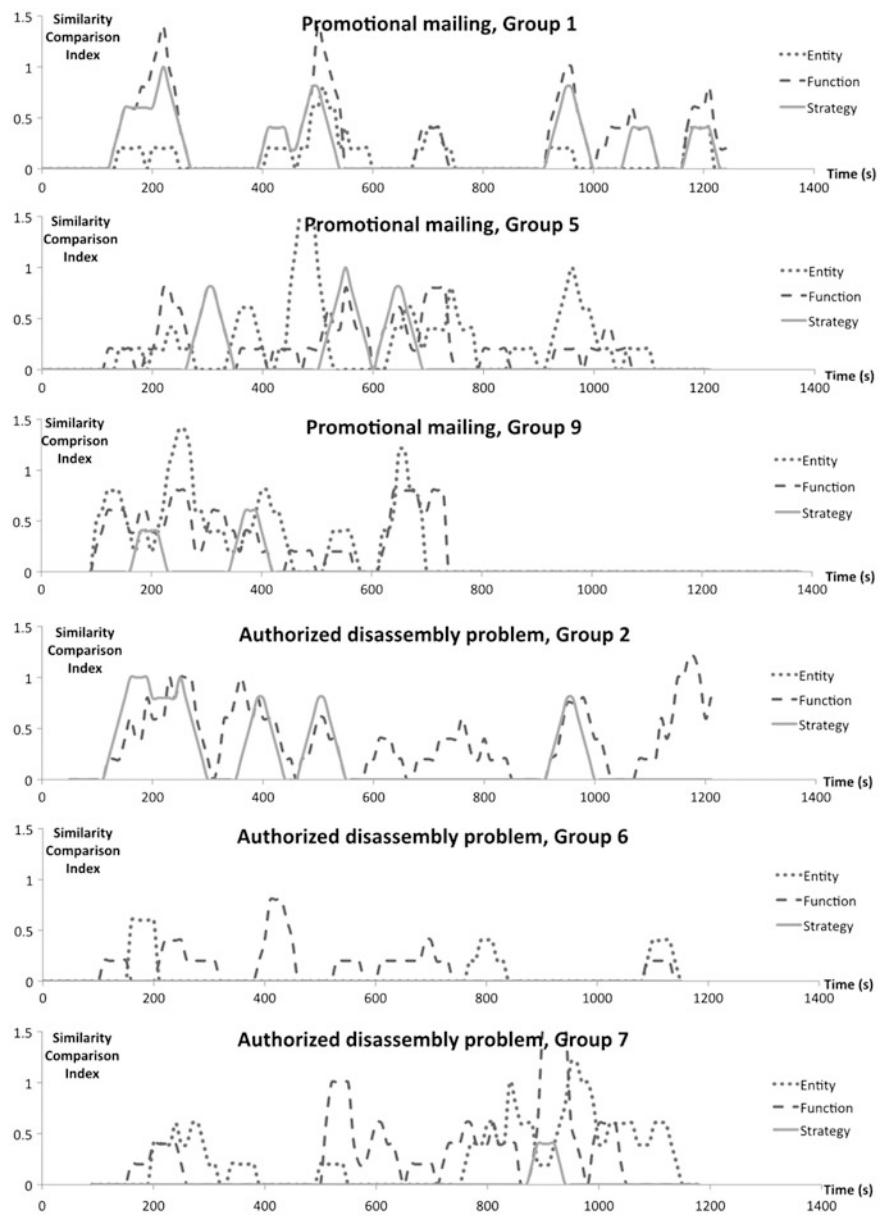 Promotional mailing, Group 1
Similarity
Comparison
Index
Entity
Function
Strategy
1.5
1
0.5
0
0 200 400 600 800 1000 1200 1400
Time (s)
Promotional mailing, Group 5
Similarity
Comparison
Index
Entity
Function
Strategy
1.5
1
0.5
0
0 200 400 600 800 1000 1200 1400
Time (s)
Promotional mailing, Group 9
Similarity
Comprison
Index
Entity
Function
Strategy
1.5
1
0.5
0
0 200 400 600 800 1000 1200 1400
Time (s)
Authorized disassembly problem, Group 2
Similarity
Comparison
Index
Entity
Function
Strategy
1.5
1
0.5
0
0 200 400 600 800 1000 1200 1400
Time (s)
Authorized disassembly problem, Group 6
Similarity
Comparison
Index
Entity
Function
Strategy
1.5
1
0.5
0
0 200 400 600 800 1000 1200 1400
Time (s)
Authorized disassembly problem, Group 7
Similarity
Comparison
Index
Entity
Function
Strategy
1.5
1
0.5
0
0 200 400 600 800 1000 1200 1400
Time (s)